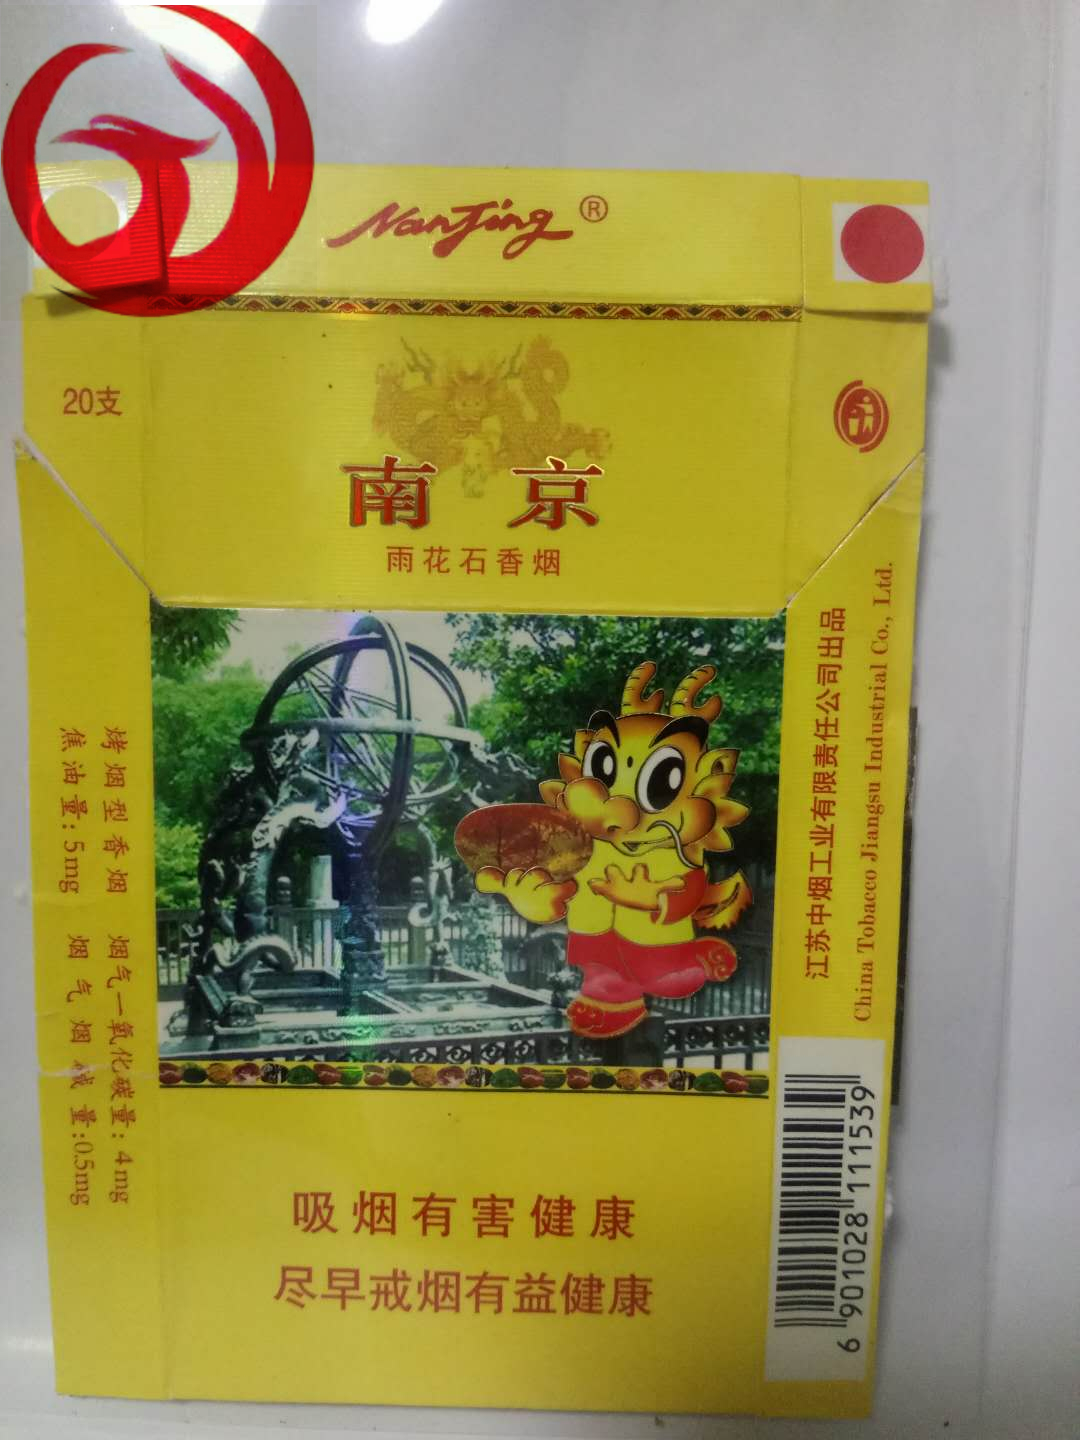 NanJing®
20支
南京
雨花石香烟
烤烟型香烟 烟气一氧化碳量:4mg
焦油量:5mg 烟气烟碱量:0.5mg
江苏中烟工业有限责任公司出品
China Tobacco Jiangsu Industrial Co., Ltd.
吸烟有害健康
尽早戒烟有益健康
6 901028 111539